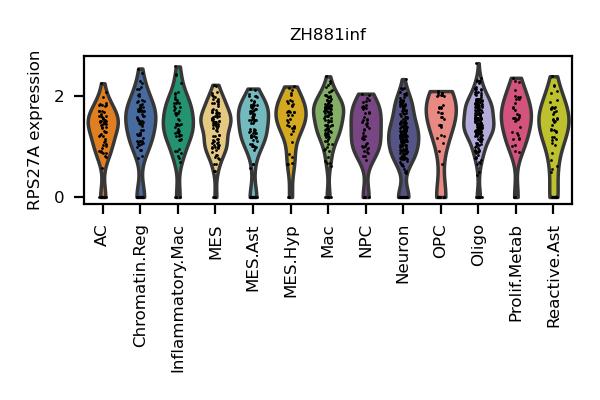 ZH881inf
RPS27A expression
2
0
AC
Chromatin.Reg
Inflammatory.Mac
MES
MES.Ast
MES.Hyp
Mac
NPC
Neuron
OPC
Oligo
Prolif.Metab
Reactive.Ast